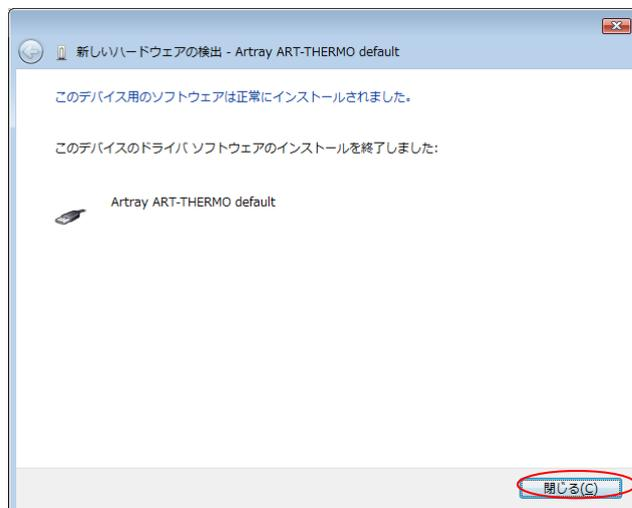 新しいハードウェアの検出 - Artray ART-THERMO default
このデバイス用のソフトウェアは正常にインストールされました。
このデバイスのドライバ ソフトウェアのインストールを終了しました:
Artray ART-THERMO default
閉じる(C)